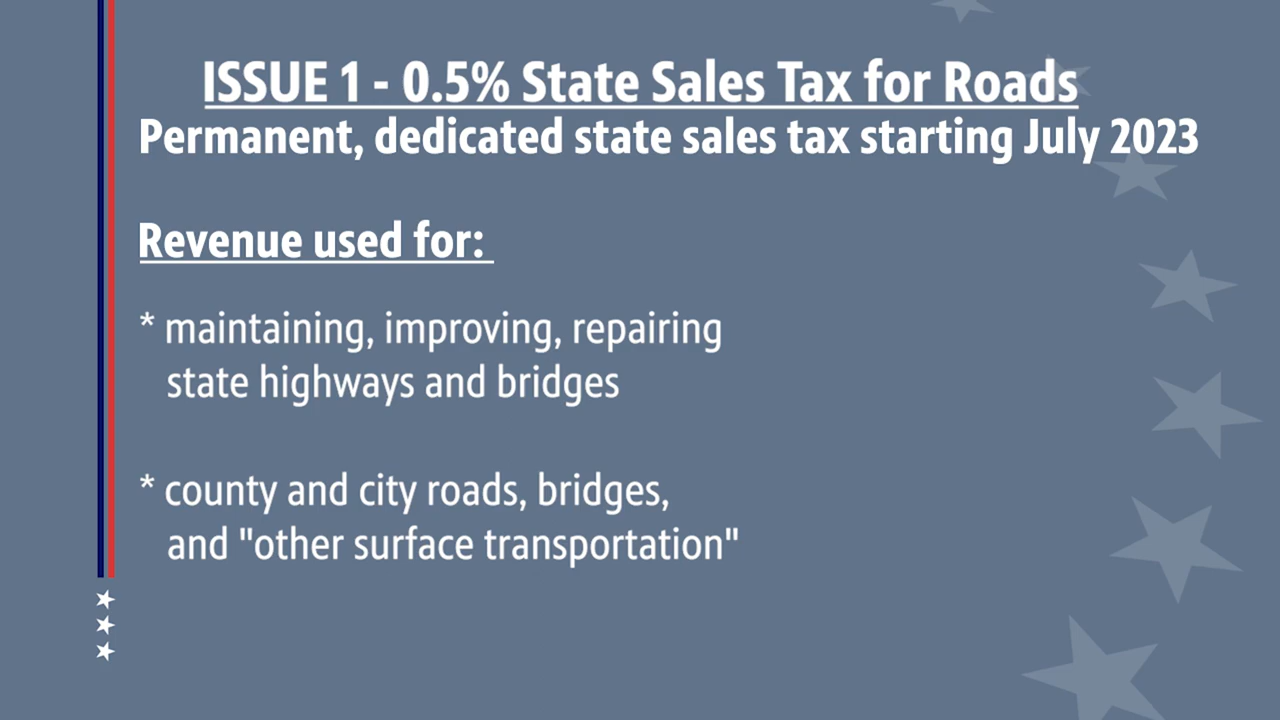 ISSUE 1 - 0.5% State Sales Tax for Roads
Permanent, dedicated state sales tax starting July 2023
Revenue used for:
* maintaining, improving, repairing
state highways and bridges
* county and city roads, bridges,
and "other surface transportation"